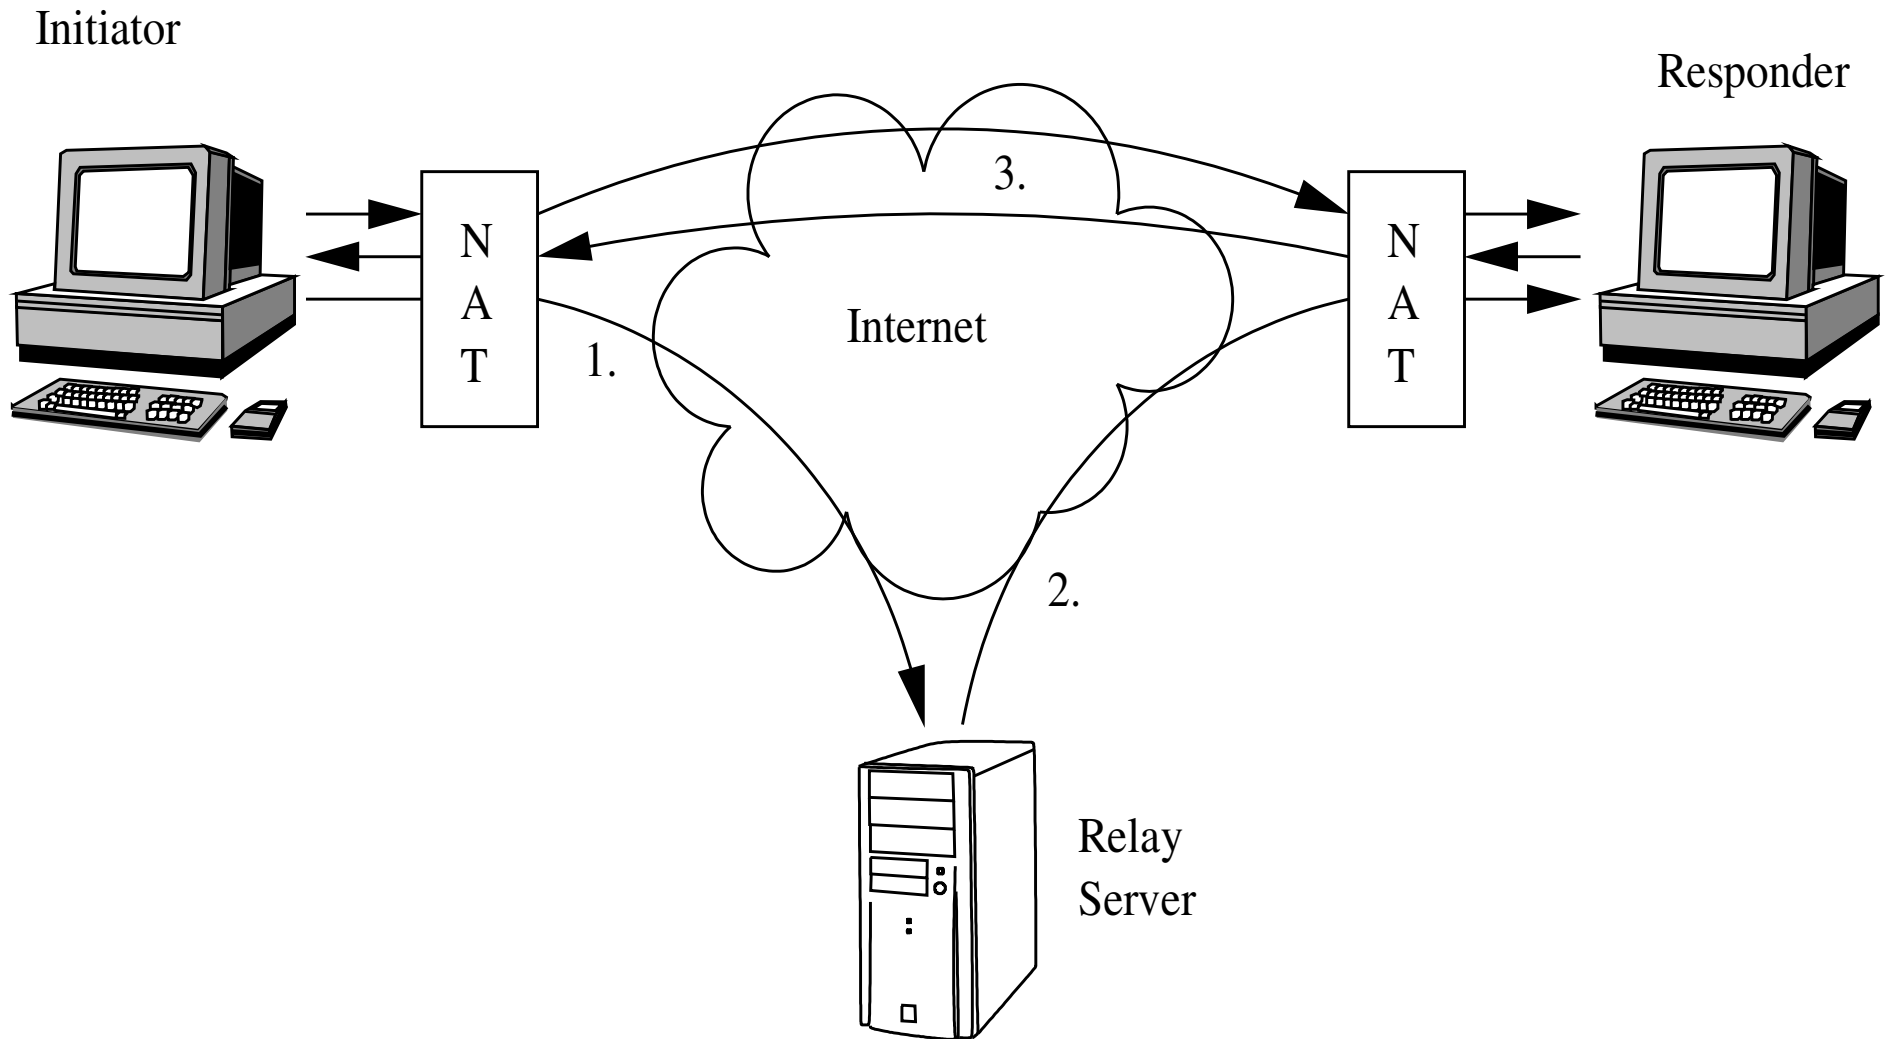 Initiator
Responder
3.
N
A
T
N
A
T
Internet
1.
2.
Relay
Server